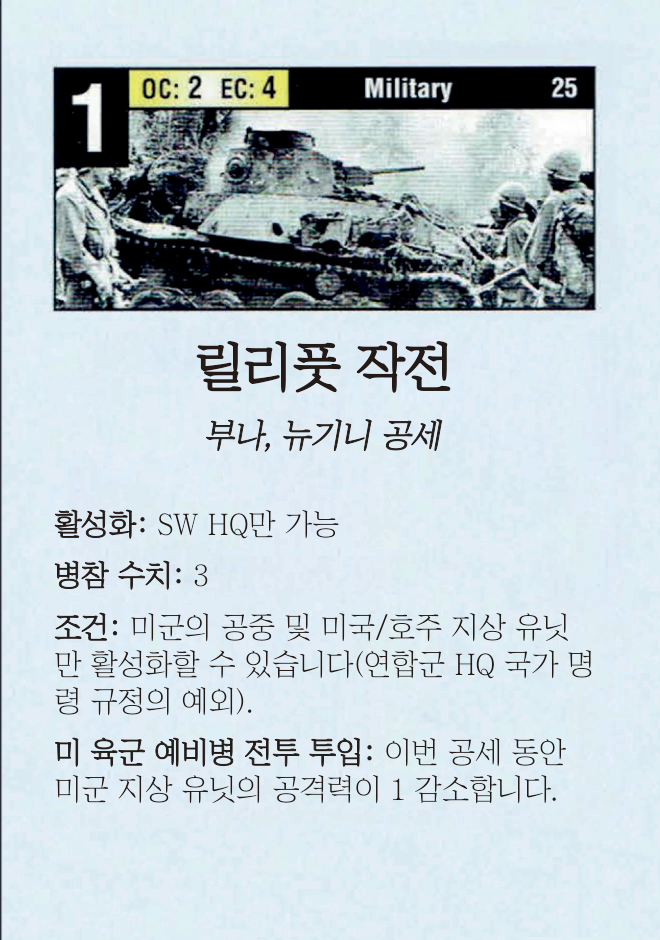 1
OC: 2 EC: 4 Military 25
릴리풋 작전
부나, 뉴기니 공세
활성화: SW HQ만 가능
병참 수치: 3
조건: 미군의 공중 및 미국/호주 지상 유닛
만 활성화할 수 있습니다(연합군 HQ 국가 명
령 규정의 예외).
미 육군 예비병 전투 투입: 이번 공세 동안
미군 지상 유닛의 공격력이 1 감소합니다.